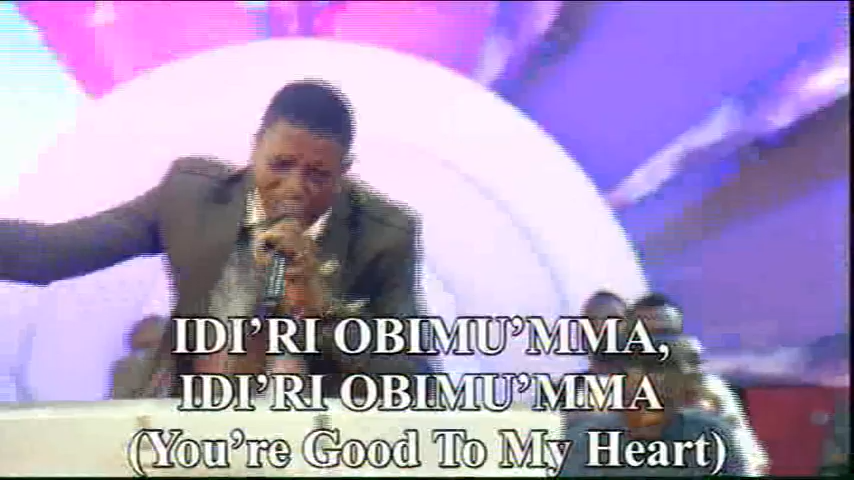 IDI'RI OBIMU'MMA,
IDI'RI OBIMU'MMA
(You're Good To My Heart)